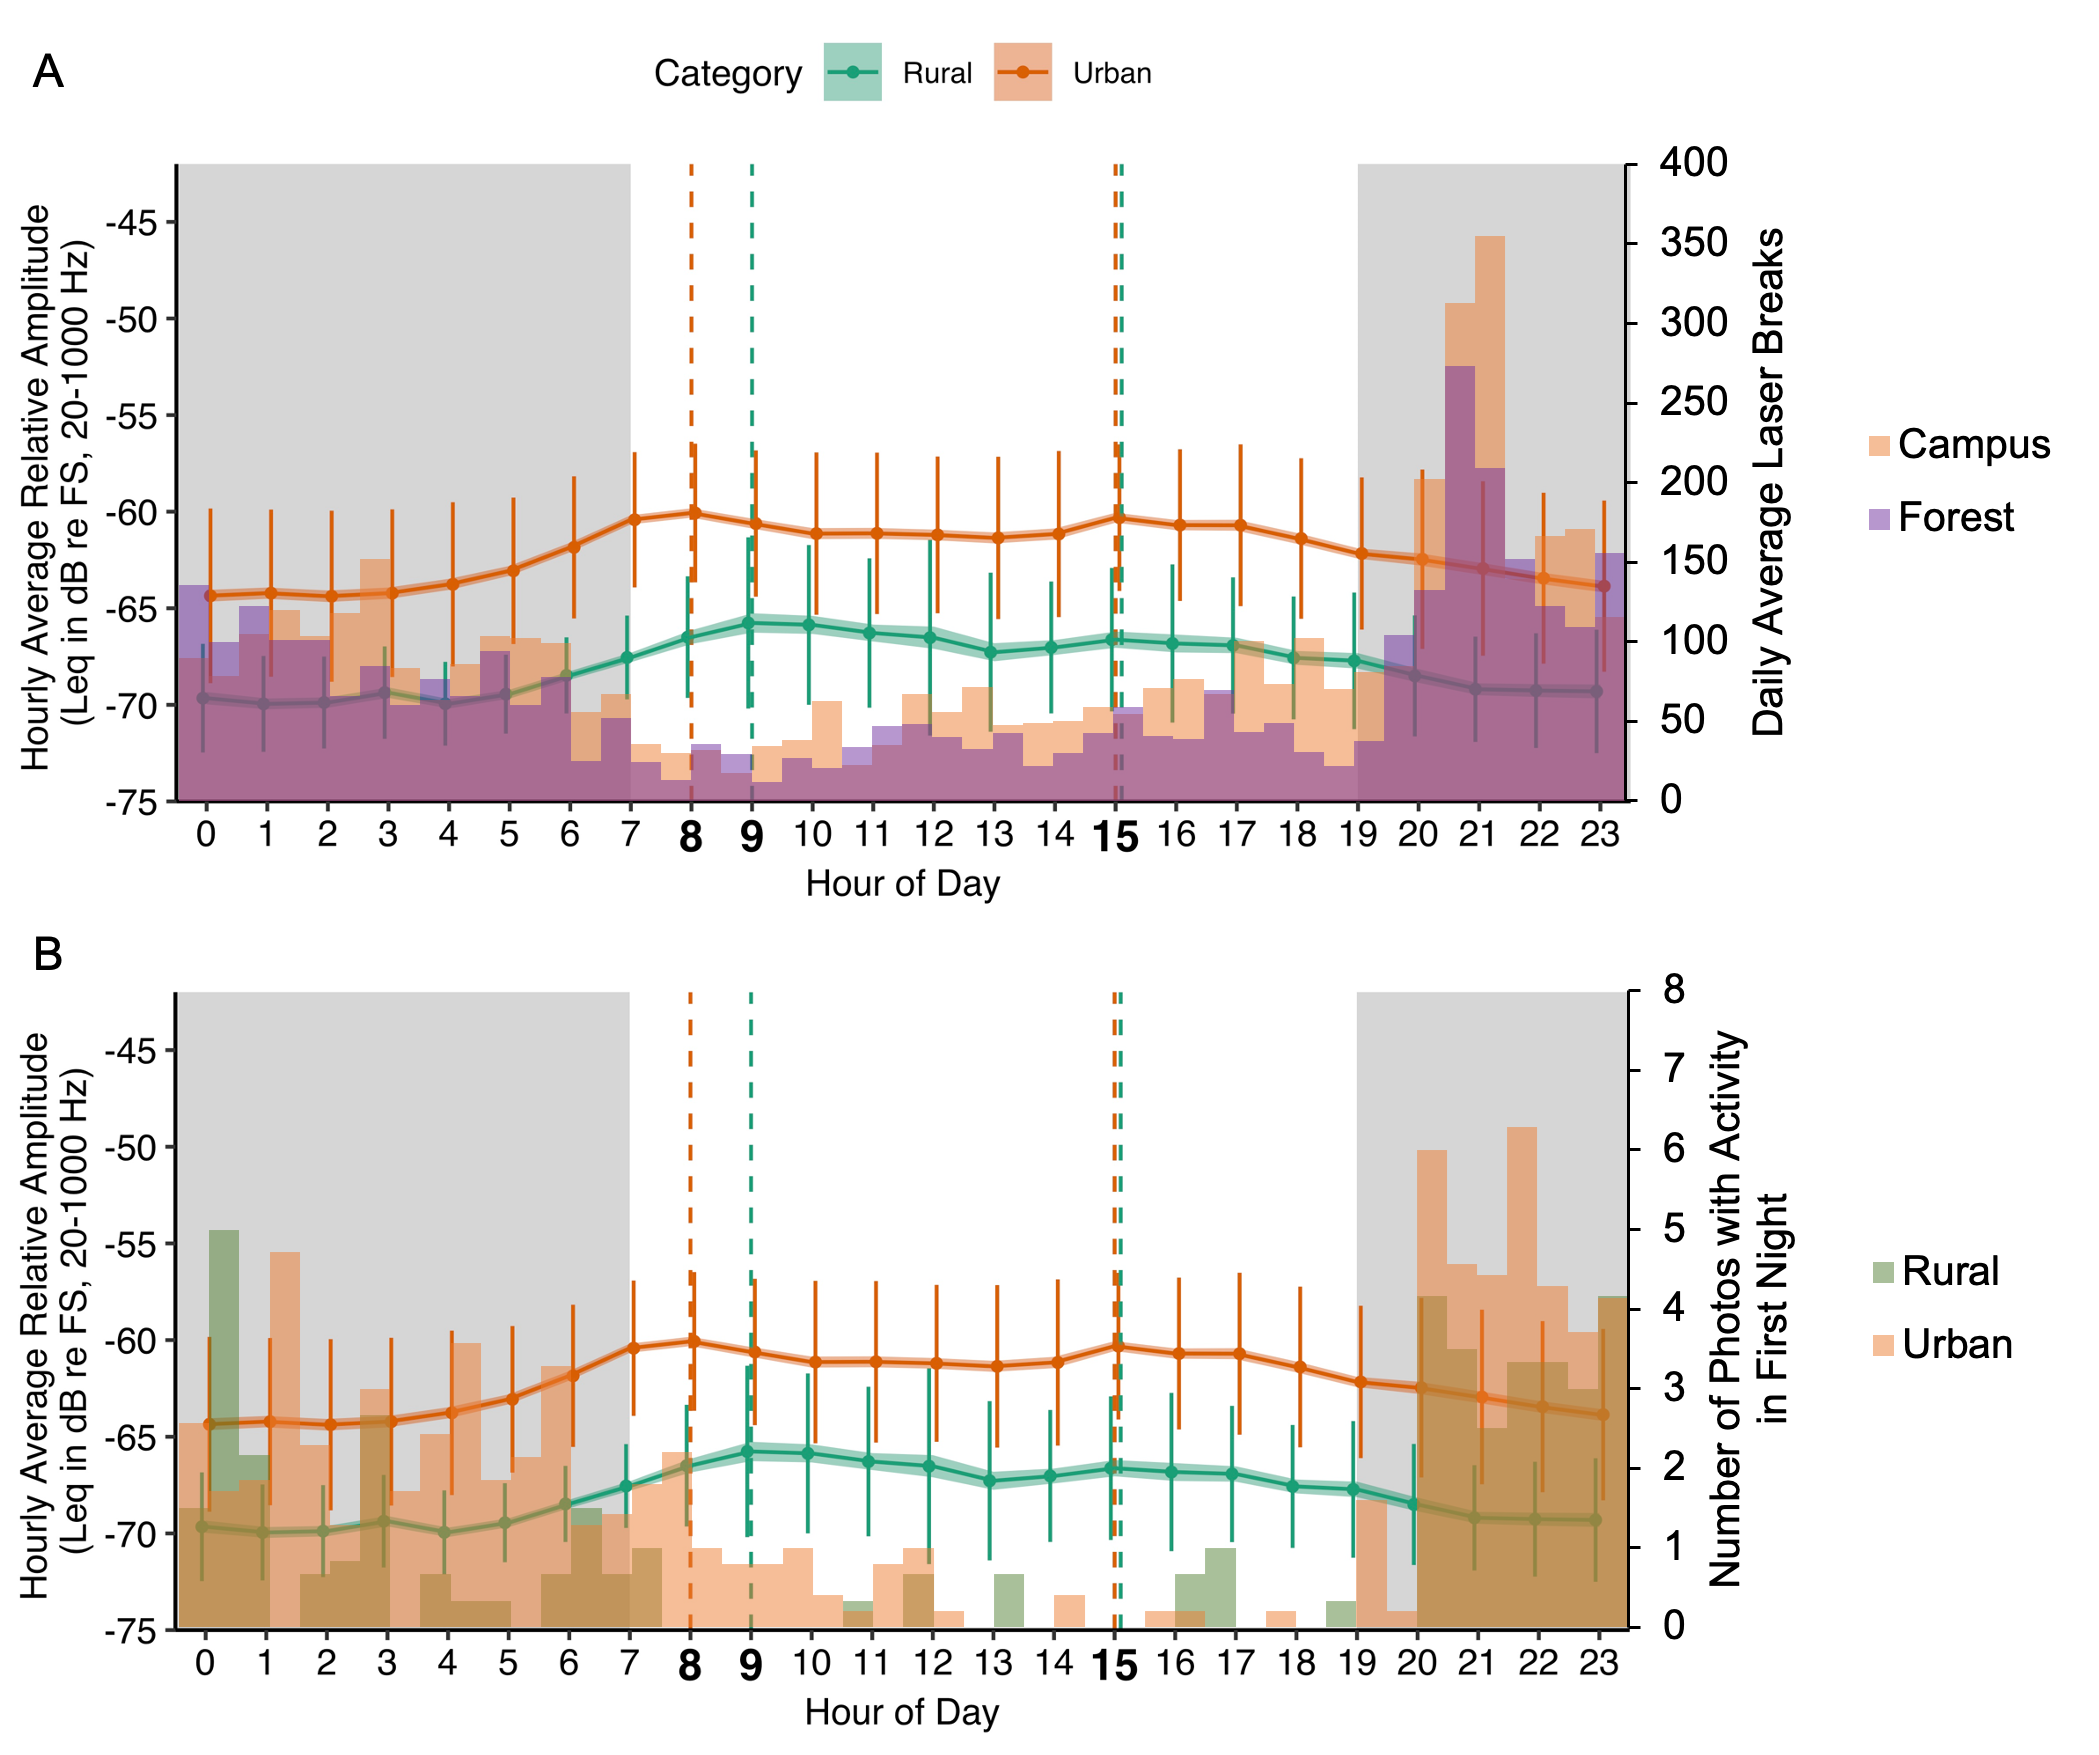 A
Category Rural Urban
Hourly Average Relative Amplitude
(Leq in dB re FS, 20-1000 Hz)
-45
-50
-55
-60
-65
-70
-75
400
350
300
250
200
150
100
50
0
Daily Average Laser Breaks
Campus
Forest
0 1 2 3 4 5 6 7 8 9 10 11 12 13 14 15 16 17 18 19 20 21 22 23
Hour of Day
B
Hourly Average Relative Amplitude
(Leq in dB re FS, 20-1000 Hz)
-45
-50
-55
-60
-65
-70
-75
8
7
6
5
4
3
2
1
0
Number of Photos with Activity
in First Night
Rural
Urban
0 1 2 3 4 5 6 7 8 9 10 11 12 13 14 15 16 17 18 19 20 21 22 23
Hour of Day